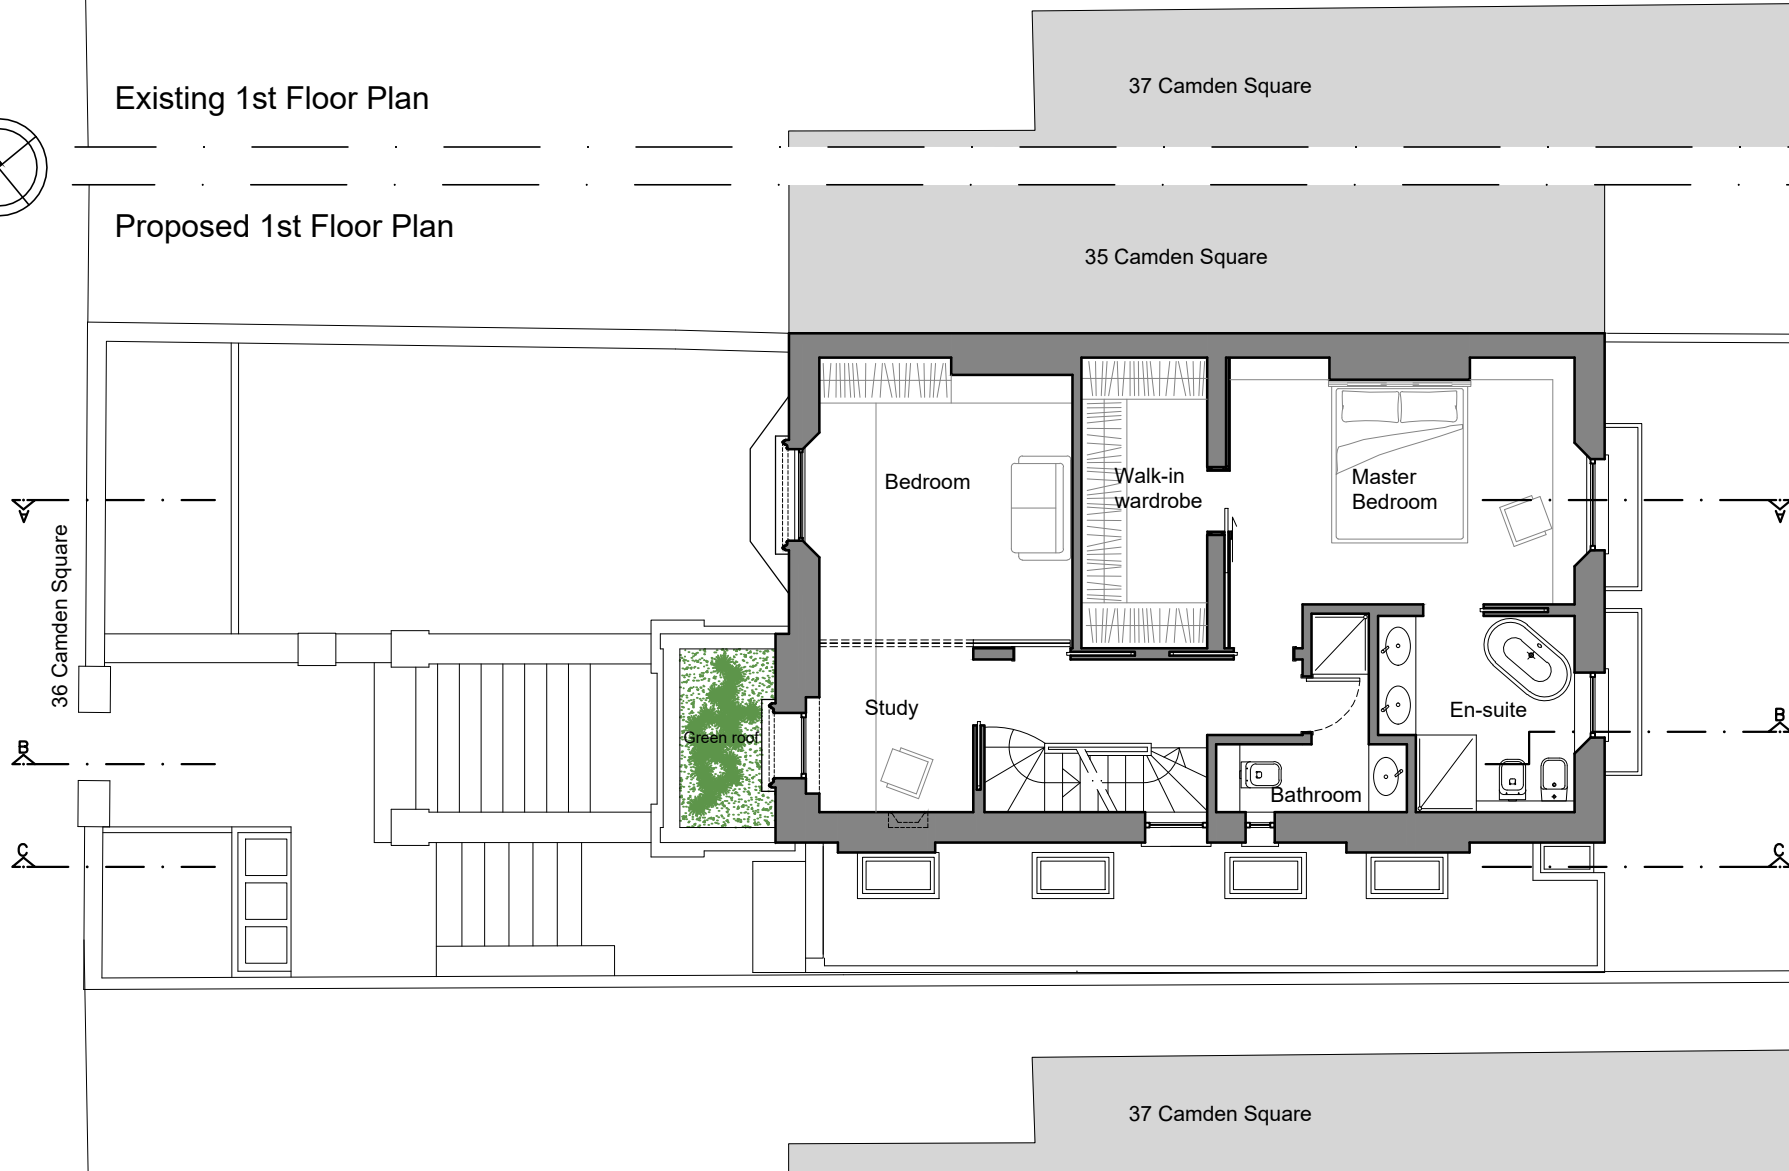 37 Camden Square
Existing 1st Floor Plan
Proposed 1st Floor Plan
35 Camden Square
Bedroom
Walk-in
wardrobe
Master
Bedroom
A
A
36 Camden Square
Study
En-suite
Green roof
B
B
Bathroom
C
C
37 Camden Square